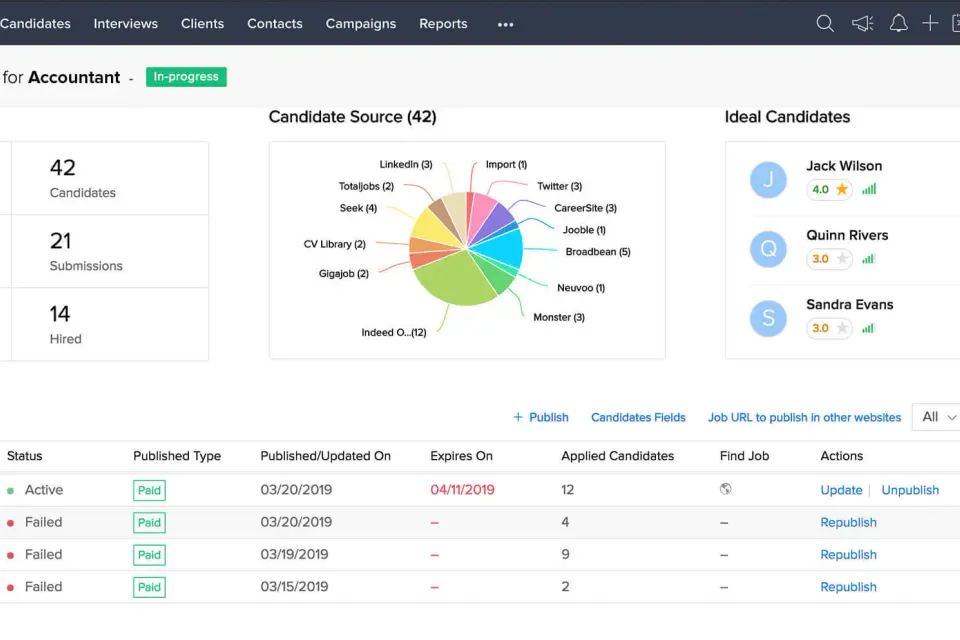 Candidates Interviews Clients Contacts Campaigns Reports •••
for Accountant - In-progress
Candidate Source (42)
Ideal Candidates
42
Candidates
21
Submissions
14
Hired
LinkedIn (3)
Import (1)
Totaljobs (2)
Twitter (3)
Seek (4)
CareerSite (3)
Jooble (1)
CV Library (2)
Broadbean (5)
Gigajob (2)
Neuvoo (1)
Monster (3)
Indeed O...(12)
J
Jack Wilson
4.0
Q
Quinn Rivers
3.0
S
Sandra Evans
3.0
+ Publish Candidates Fields Job URL to publish in other websites All
Status Published Type Published/Updated On Expires On Applied Candidates Find Job Actions
Active Paid 03/20/2019 04/11/2019 12 Update | Unpublish
Failed Paid 03/20/2019 – 4 – Republish
Failed Paid 03/19/2019 – 9 – Republish
Failed Paid 03/15/2019 – 2 – Republish